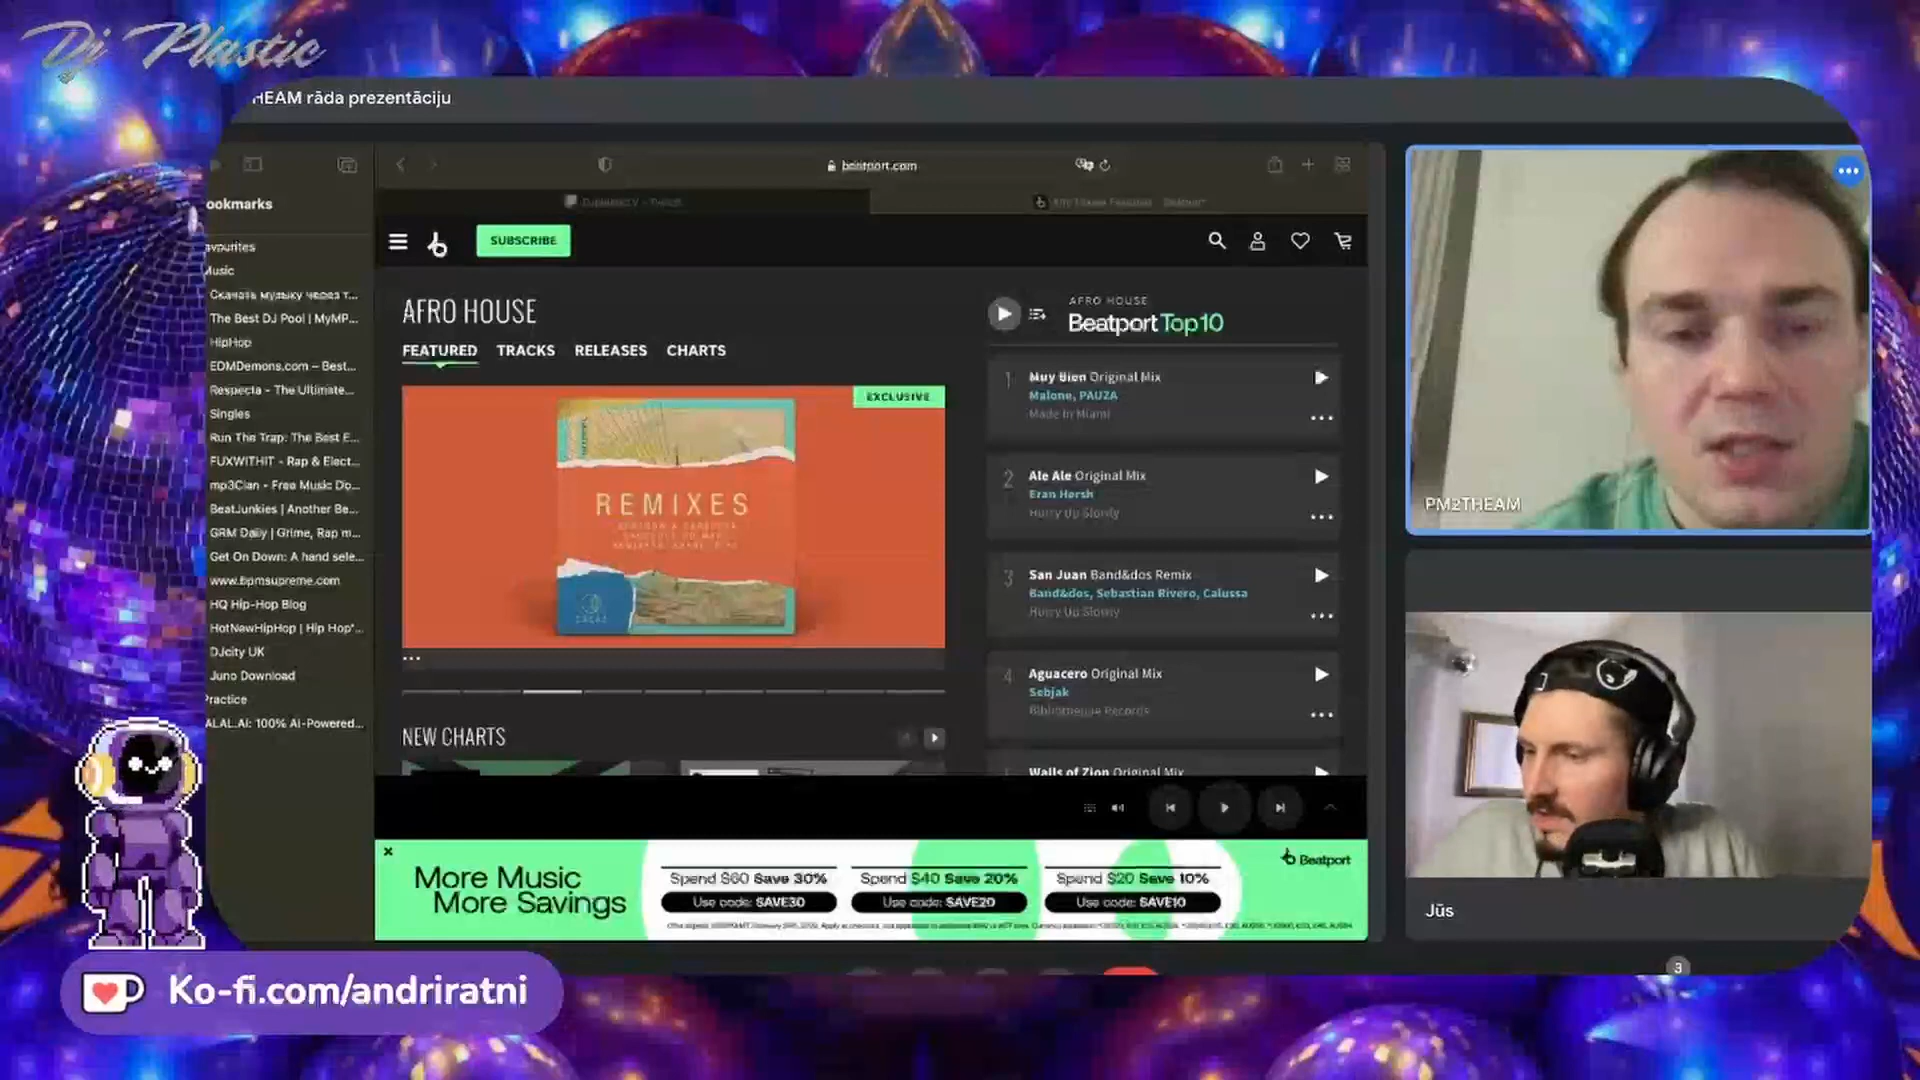 Dj Plastic
HEAM rāda prezentāciju
beatport.com
ookmarks
avourites
Music
Скачать музыку через т...
The Best DJ Pool | MyMP...
HipHop
EDMDemons.com – Best...
Respecta - The Ultimate...
Singles
Run The Trap: The Best E...
FUXWITHIT - Rap & Elect...
mp3Clan - Free Music Do...
BeatJunkies | Another Be...
GRM Daily | Grime, Rap m...
Get On Down: A hand sele...
www.bpmsupreme.com
HQ Hip-Hop Blog
HotNewHipHop | Hip Hop'...
DJcity UK
Juno Download
Practice
ALAL.AI: 100% AI-Powered...
SUBSCRIBE
AFRO HOUSE
FEATURED TRACKS RELEASES CHARTS
EXCLUSIVE
REMIXES
NEW CHARTS
AFRO HOUSE
Beatport Top10
1 Muy Bien Original Mix
Malone, PAUZA
Made In Miami
2 Ale Ale Original Mix
Eran Hersh
Hurry Up Slowly
3 San Juan Band&dos Remix
Band&dos, Sebastian Rivero, Calussa
Hurry Up Slowly
4 Aguacero Original Mix
Sebjak
Bibliotheque Records
Walls of Zion Original Mix
More Music
More Savings
Spend $60 Save 30%
Use code: SAVE30
Spend $40 Save 20%
Use code: SAVE20
Spend $20 Save 10%
Use code: SAVE10
Beatport
PM2THEAM
Jūs
3
Ko-fi.com/andriratni